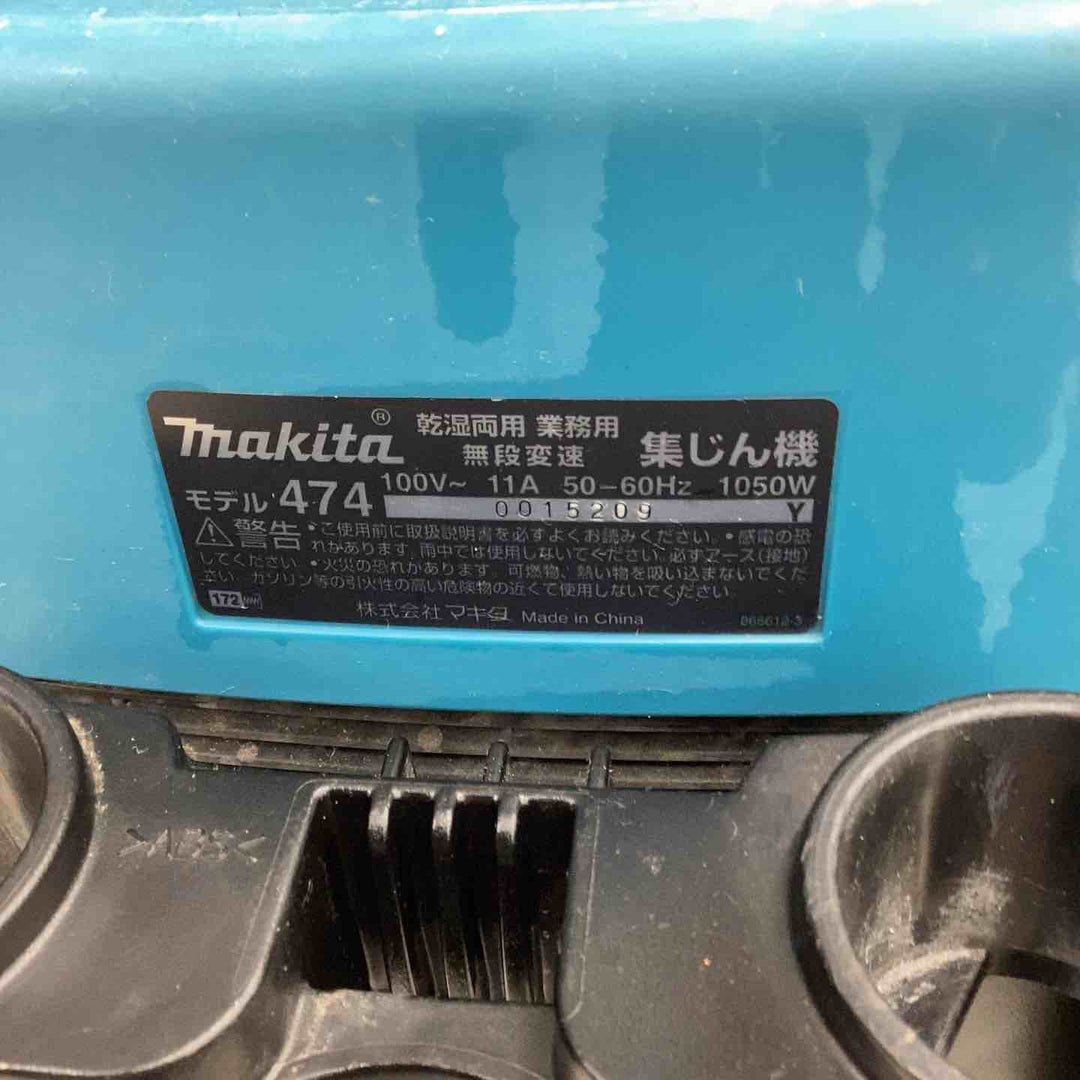 makita® 乾湿両用 業務用 集じん機
無段変速
モデル 474 100V~ 11A 50-60Hz 1050W
0015209 Y
警告 •ご使用前に取扱説明書を必ずよくお読みください. •感電の恐
れがあります. 雨中では使用しないでください. 必ずアース(接地)
してください. •火災の恐れがあります. 可燃物、熱い物を吸い込まないでくだ
さい. ガソリン等の引火性の高い危険物の近くで使用しないでください.
172
株式会社 マキタ Made in China
>ABS<